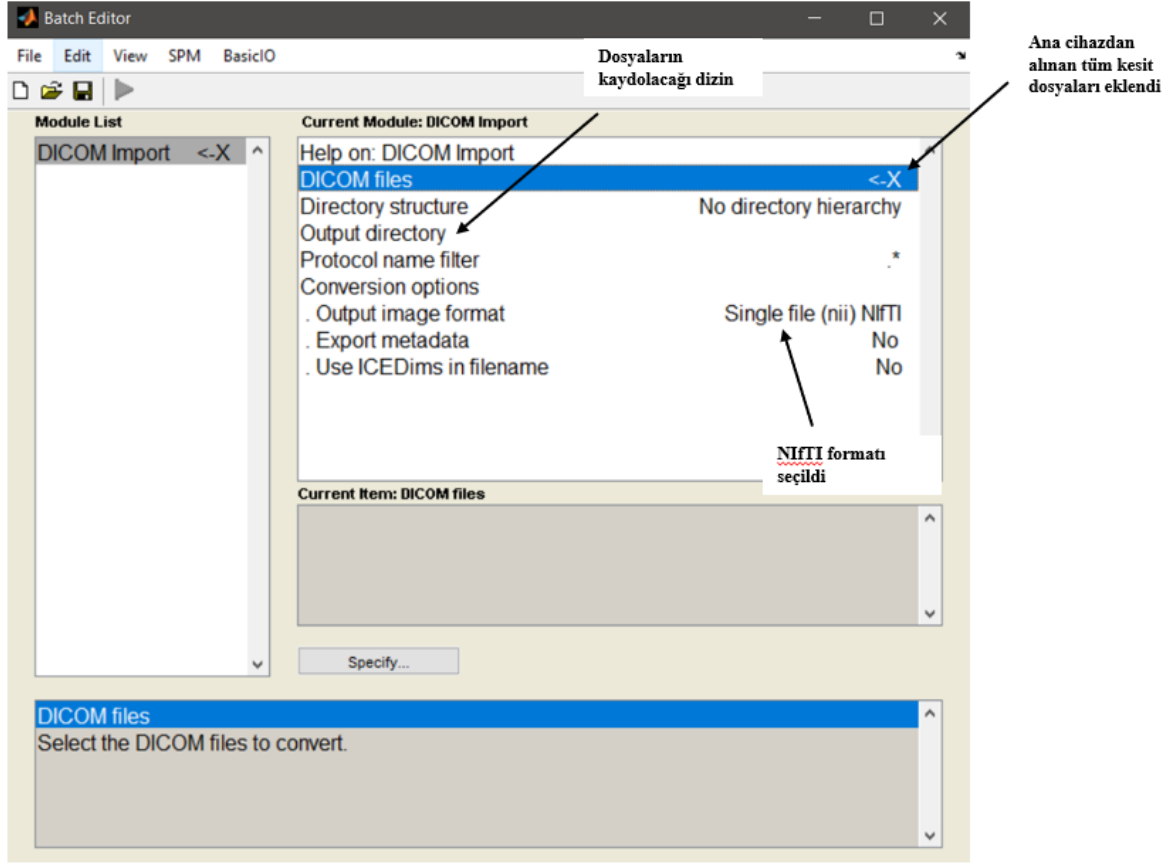 Batch Editor
File Edit View SPM BasicIO
Dosyaların
kaydolacağı dizin
Ana cihazdan
alınan tüm kesit
dosyaları eklendi
Module List
DICOM Import <-X
Current Module: DICOM Import
Help on: DICOM Import
DICOM files <-X
Directory structure No directory hierarchy
Output directory
Protocol name filter .*
Conversion options
. Output image format Single file (nii) NIfTI
. Export metadata No
. Use ICEDims in filename No
NIfTI formatı
seçildi
Current Item: DICOM files
Specify...
DICOM files
Select the DICOM files to convert.